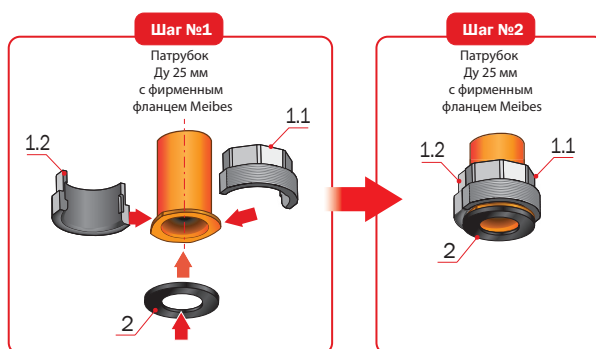 Шаг №1
Патрубок
Ду 25 мм
с фирменным
фланцем Meibes
1.1
1.2
2
Шаг №2
Патрубок
Ду 25 мм
с фирменным
фланцем Meibes
1.2
1.1
2